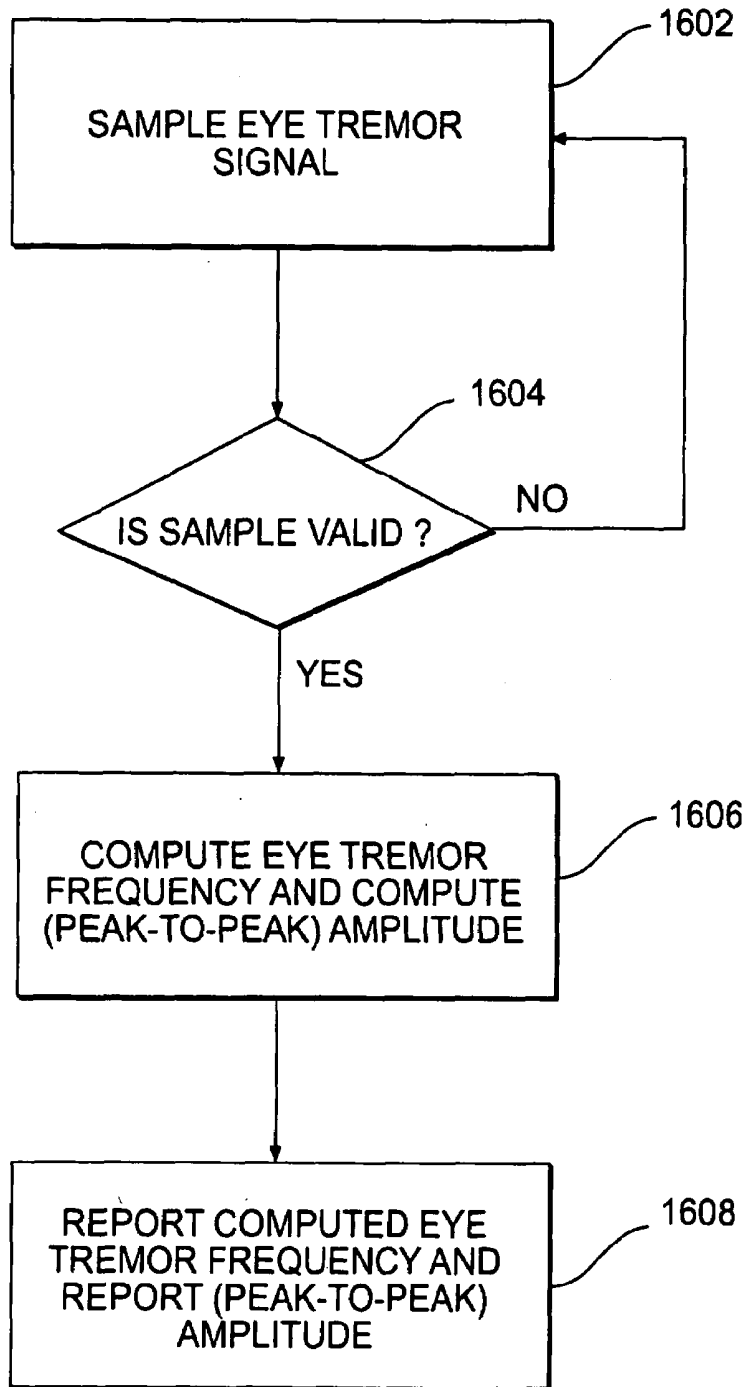 1602
SAMPLE EYE TREMOR
SIGNAL
1604
IS SAMPLE VALID ?
NO
YES
1606
COMPUTE EYE TREMOR
FREQUENCY AND COMPUTE
(PEAK-TO-PEAK) AMPLITUDE
1608
REPORT COMPUTED EYE
TREMOR FREQUENCY AND
REPORT (PEAK-TO-PEAK)
AMPLITUDE